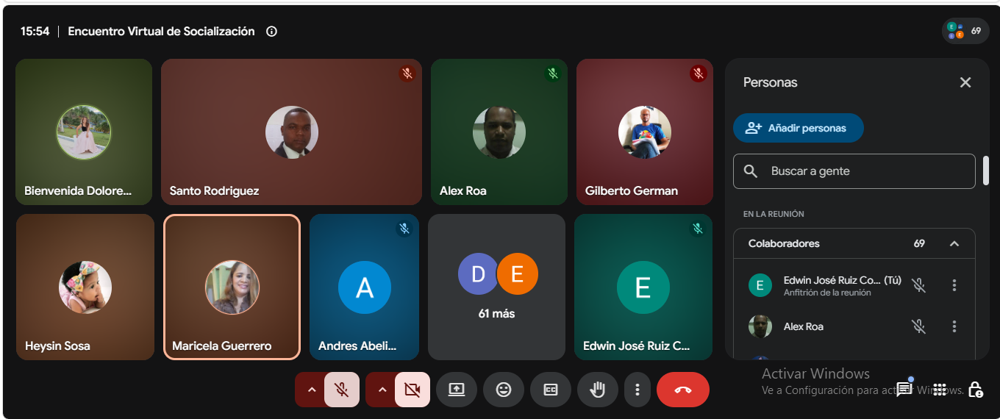 15:54 | Encuentro Virtual de Socialización
E
D E
69
Bienvenida Dolore...
Santo Rodriguez
Alex Roa
Gilberto German
Heysin Sosa
Maricela Guerrero
A
Andres Abeli...
D E
61 más
E
Edwin José Ruiz C...
Personas
Añadir personas
Buscar a gente
EN LA REUNIÓN
Colaboradores 69
E
Edwin José Ruiz Co... (Tú)
Anfitrión de la reunión
Alex Roa
CC
Activar Windows
Ve a Configuración para activar Windows.